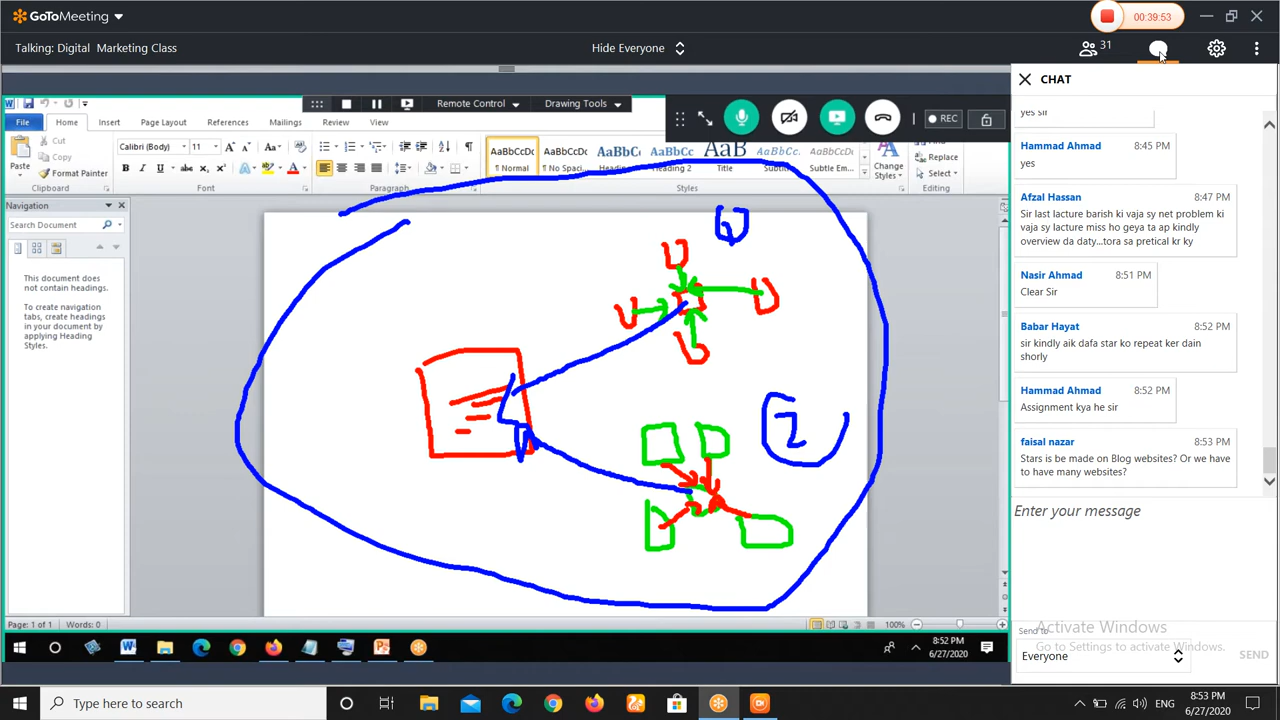 GoToMeeting
00:39:53
Talking: Digital Marketing Class
Hide Everyone
31
Remote Control
Drawing Tools
REC
File
Home
Insert
Page Layout
References
Mailings
Review
View
Paste
Cut
Copy
Format Painter
Clipboard
Calibri (Body)
11
Font
Paragraph
AaBbCcDc
¶ Normal
AaBbCcDc
¶ No Spaci...
AaBbCc
AaBbCc
Heading 2
AaB
Title
AaBbCc.
AaBbCcDc
Subtle Em...
Styles
Change
Styles
Replace
Select
Editing
Navigation
Search Document
This document does
not contain headings.
To create navigation
tabs, create headings
in your document by
applying Heading
Styles.
2
Page: 1 of 1
Words: 0
100%
8:52 PM
6/27/2020
CHAT
yes sir
Hammad Ahmad 8:45 PM
yes
Afzal Hassan 8:47 PM
Sir last lacture barish ki vaja sy net problem ki
vaja sy lecture miss ho geya ta ap kindly
overview da daty...tora sa pretical kr ky
Nasir Ahmad 8:51 PM
Clear Sir
Babar Hayat 8:52 PM
sir kindly aik dafa star ko repeat ker dain
shorly
Hammad Ahmad 8:52 PM
Assignment kya he sir
faisal nazar 8:53 PM
Stars is be made on Blog websites? Or we have
to have many websites?
Enter your message
Send to
Everyone
SEND
Activate Windows
Go to Settings to activate Windows.
Type here to search
ENG
8:53 PM
6/27/2020